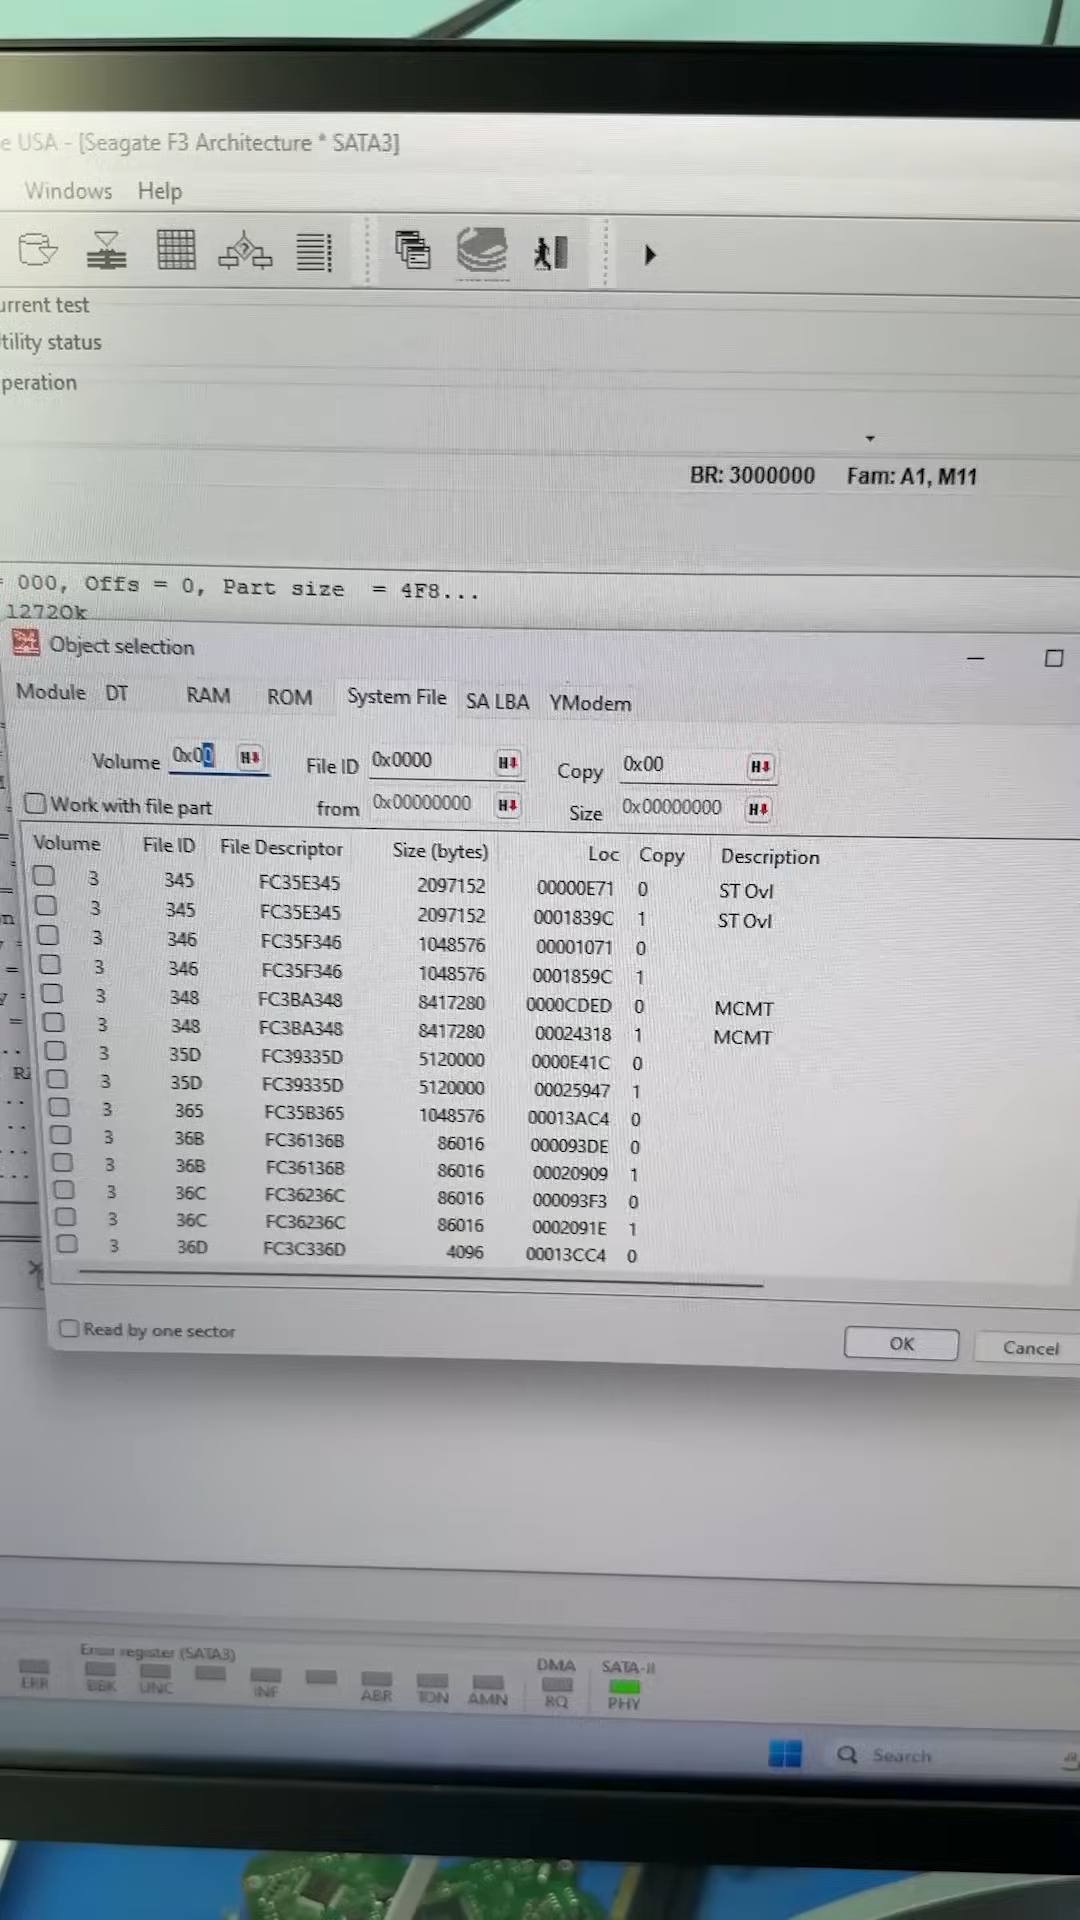 e USA - [Seagate F3 Architecture * SATA3]
Windows Help
urrent test
tility status
peration
BR: 3000000 Fam: A1, M11
= 000, Offs = 0, Part size = 4F8...
12720k
Object selection
Module DT RAM ROM System File SA LBA YModem
Volume 0x00 H File ID 0x0000 H Copy 0x00 H
Work with file part from 0x00000000 H Size 0x00000000 H
Volume File ID File Descriptor Size (bytes) Loc Copy Description
3 345 FC35E345 2097152 00000E71 0 ST Ovl
3 345 FC35E345 2097152 0001839C 1 ST Ovl
3 346 FC35F346 1048576 00001071 0
3 346 FC35F346 1048576 0001859C 1
3 348 FC3BA348 8417280 0000CDED 0 MCMT
3 348 FC3BA348 8417280 00024318 1 MCMT
3 35D FC39335D 5120000 0000E41C 0
3 35D FC39335D 5120000 00025947 1
3 365 FC35B365 1048576 00013AC4 0
3 36B FC36136B 86016 000093DE 0
3 36B FC36136B 86016 00020909 1
3 36C FC36236C 86016 000093F3 0
3 36C FC36236C 86016 0002091E 1
3 36D FC3C336D 4096 00013CC4 0
Read by one sector
OK Cancel
Error register (SATA3) DMA SATA-II
ERR BBK UNC INF ABR TON AMN RQ PHY
Search